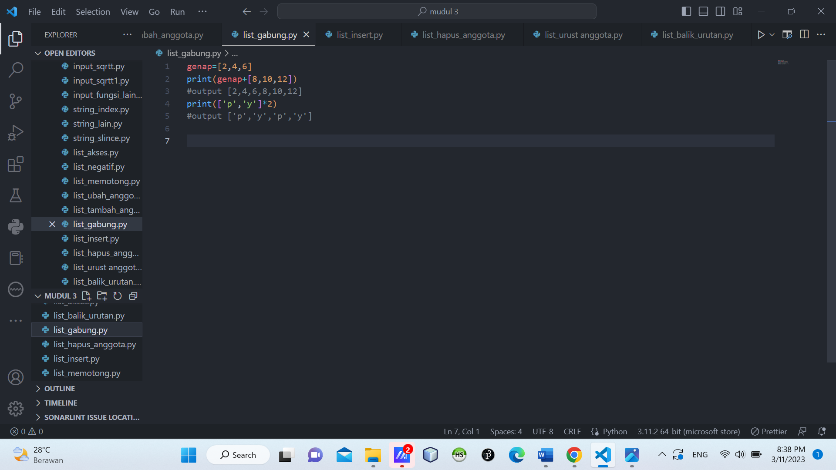 File Edit Selection View Go Run ...
mudul 3
EXPLORER
ıbah_anggota.py
list_gabung.py
list_insert.py
list_hapus_anggota.py
list_urust anggota.py
list_balik_urutan.py
OPEN EDITORS
input_sqrtt.py
input_sqrtt1.py
input_fungsi_lain...
string_index.py
string_lain.py
string_slince.py
list_akses.py
list_negatif.py
list_memotong.py
list_ubah_anggo...
list_tambah_ang...
list_gabung.py
list_insert.py
list_hapus_angg...
list_urust anggot...
list_balik_urutan....
MUDUL 3
list_balik_urutan.py
list_gabung.py
list_hapus_anggota.py
list_insert.py
list_memotong.py
OUTLINE
TIMELINE
SONARLINT ISSUE LOCATI...
list_gabung.py > ...
1 genap=[2,4,6]
2 print(genap+[8,10,12])
3 #output [2,4,6,8,10,12]
4 print(['p','y']*2)
5 #output ['p','y','p','y']
6
7
0 0
Ln 7, Col 1 Spaces: 4 UTF-8 CRLF Python 3.11.2 64-bit (microsoft store) Prettier
28°C
Berawan
Search
2
ENG
8:38 PM
3/11/2023
1